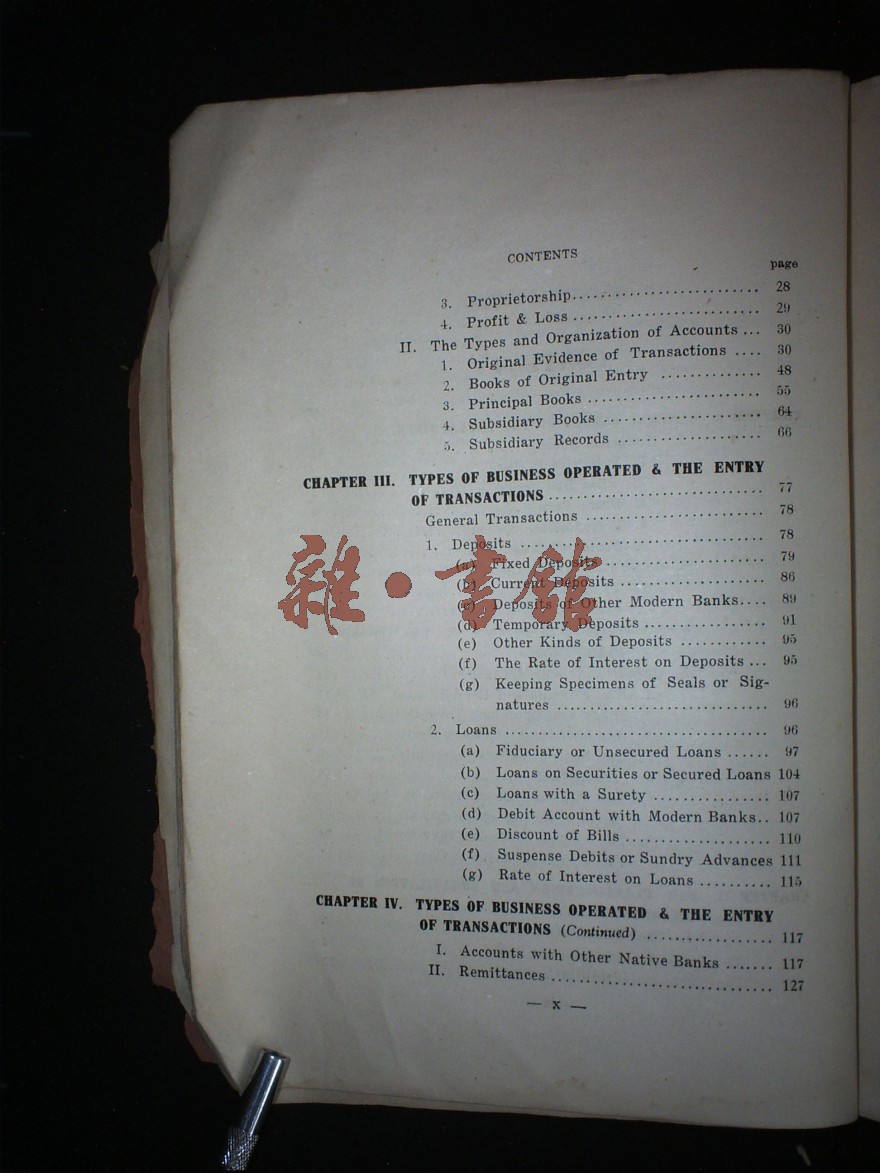 CONTENTS
page
3. Proprietorship.......................... 28
4. Profit & Loss .......................... 29
II. The Types and Organization of Accounts ... 30
1. Original Evidence of Transactions .... 30
2. Books of Original Entry .............. 48
3. Principal Books ........................ 55
4. Subsidiary Books ...................... 64
5. Subsidiary Records .................... 66
CHAPTER III. TYPES OF BUSINESS OPERATED & THE ENTRY
OF TRANSACTIONS .............................. 77
General Transactions ......................... 78
1. Deposits .................................. 78
(a) Fixed Deposits ........................ 79
(b) Current Deposits ...................... 86
(c) Deposits of Other Modern Banks.... 89
(d) Temporary Deposits ................. 91
(e) Other Kinds of Deposits ............ 95
(f) The Rate of Interest on Deposits ... 95
(g) Keeping Specimens of Seals or Sig-
natures ................................ 96
2. Loans ..................................... 96
(a) Fiduciary or Unsecured Loans ...... 97
(b) Loans on Securities or Secured Loans 104
(c) Loans with a Surety ................ 107
(d) Debit Account with Modern Banks.. 107
(e) Discount of Bills .................... 110
(f) Suspense Debits or Sundry Advances 111
(g) Rate of Interest on Loans .......... 115
CHAPTER IV. TYPES OF BUSINESS OPERATED & THE ENTRY
OF TRANSACTIONS (Continued) .................. 117
I. Accounts with Other Native Banks ....... 117
II. Remittances ............................... 127
— x —
雜·書館